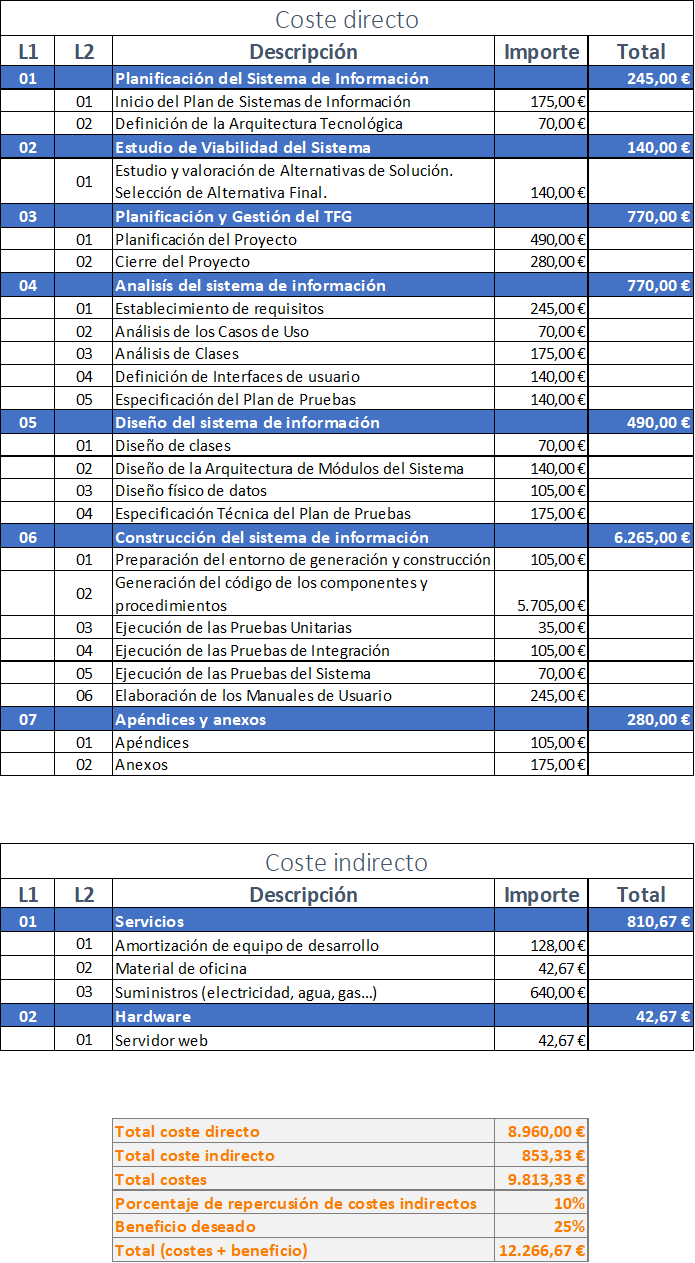 Coste directo
L1 L2 Descripción Importe Total
01 Planificación del Sistema de Información 245,00 €
01 Inicio del Plan de Sistemas de Información 175,00 €
02 Definición de la Arquitectura Tecnológica 70,00 €
02 Estudio de Viabilidad del Sistema 140,00 €
01 Estudio y valoración de Alternativas de Solución.
Selección de Alternativa Final. 140,00 €
03 Planificación y Gestión del TFG 770,00 €
01 Planificación del Proyecto 490,00 €
02 Cierre del Proyecto 280,00 €
04 Analisís del sistema de información 770,00 €
01 Establecimiento de requisitos 245,00 €
02 Análisis de los Casos de Uso 70,00 €
03 Análisis de Clases 175,00 €
04 Definición de Interfaces de usuario 140,00 €
05 Especificación del Plan de Pruebas 140,00 €
05 Diseño del sistema de información 490,00 €
01 Diseño de clases 70,00 €
02 Diseño de la Arquitectura de Módulos del Sistema 140,00 €
03 Diseño físico de datos 105,00 €
04 Especificación Técnica del Plan de Pruebas 175,00 €
06 Construcción del sistema de información 6.265,00 €
01 Preparación del entorno de generación y construcción 105,00 €
02 Generación del código de los componentes y
procedimientos 5.705,00 €
03 Ejecución de las Pruebas Unitarias 35,00 €
04 Ejecución de las Pruebas de Integración 105,00 €
05 Ejecución de las Pruebas del Sistema 70,00 €
06 Elaboración de los Manuales de Usuario 245,00 €
07 Apéndices y anexos 280,00 €
01 Apéndices 105,00 €
02 Anexos 175,00 €
Coste indirecto
L1 L2 Descripción Importe Total
01 Servicios 810,67 €
01 Amortización de equipo de desarrollo 128,00 €
02 Material de oficina 42,67 €
03 Suministros (electricidad, agua, gas...) 640,00 €
02 Hardware 42,67 €
01 Servidor web 42,67 €
Total coste directo 8.960,00 €
Total coste indirecto 853,33 €
Total costes 9.813,33 €
Porcentaje de repercusión de costes indirectos 10%
Beneficio deseado 25%
Total (costes + beneficio) 12.266,67 €